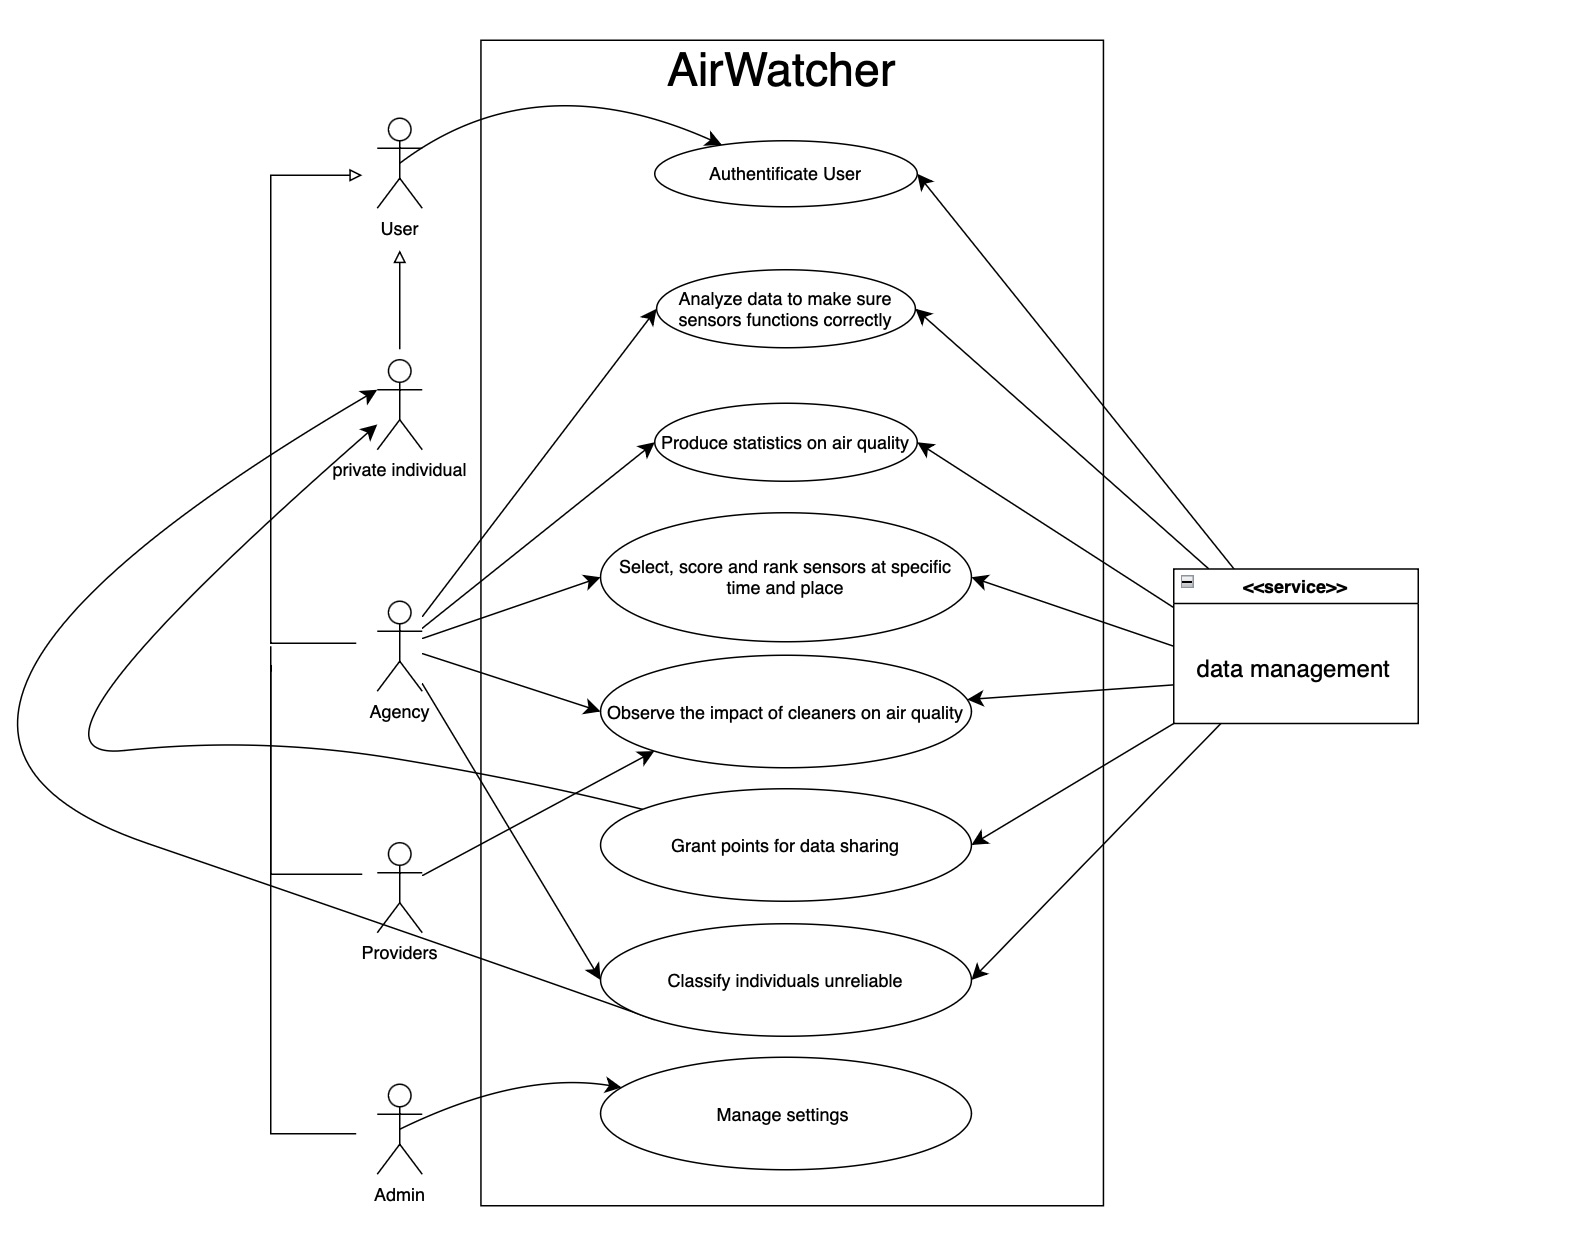 AirWatcher
Authentificate User
User
Analyze data to make sure
sensors functions correctly
private individual
Produce statistics on air quality
Select, score and rank sensors at specific
time and place
<<service>>
data management
Agency
Observe the impact of cleaners on air quality
Grant points for data sharing
Providers
Classify individuals unreliable
Manage settings
Admin